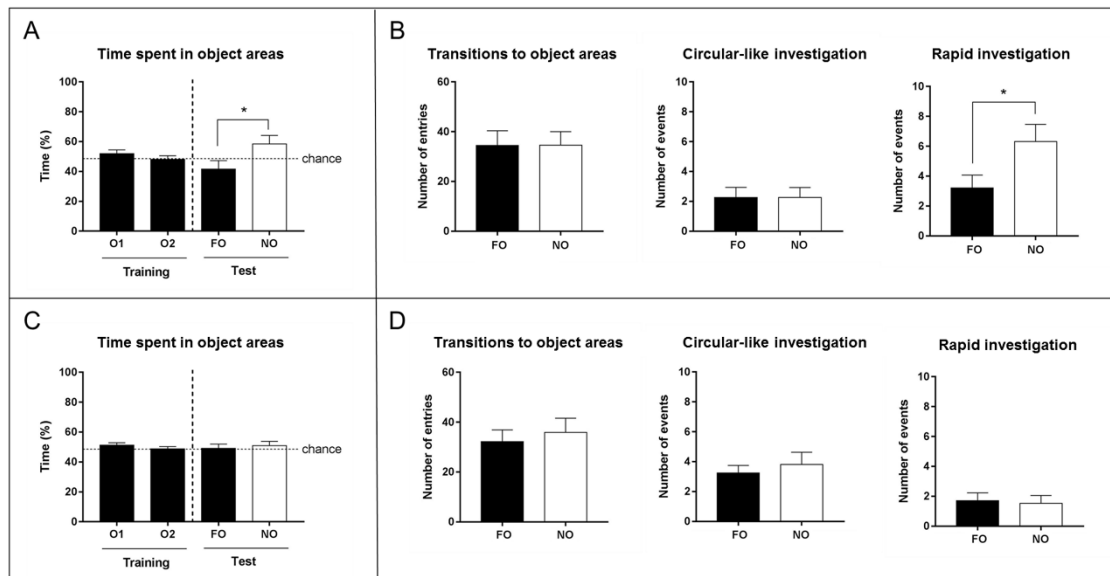 A
Time spent in object areas
Time (%)
100
80
60
40
20
0
*
chance
O1 O2 FO NO
Training Test
B
Transitions to object areas
Number of entries
60
40
20
0
FO NO
Circular-like investigation
Number of events
10
8
6
4
2
0
FO NO
Rapid investigation
Number of events
10
8
6
4
2
0
*
FO NO
C
Time spent in object areas
Time (%)
100
80
60
40
20
0
chance
O1 O2 FO NO
Training Test
D
Transitions to object areas
Number of entries
60
40
20
0
FO NO
Circular-like investigation
Number of events
10
8
6
4
2
0
FO NO
Rapid investigation
Number of events
10
8
6
4
2
0
FO NO